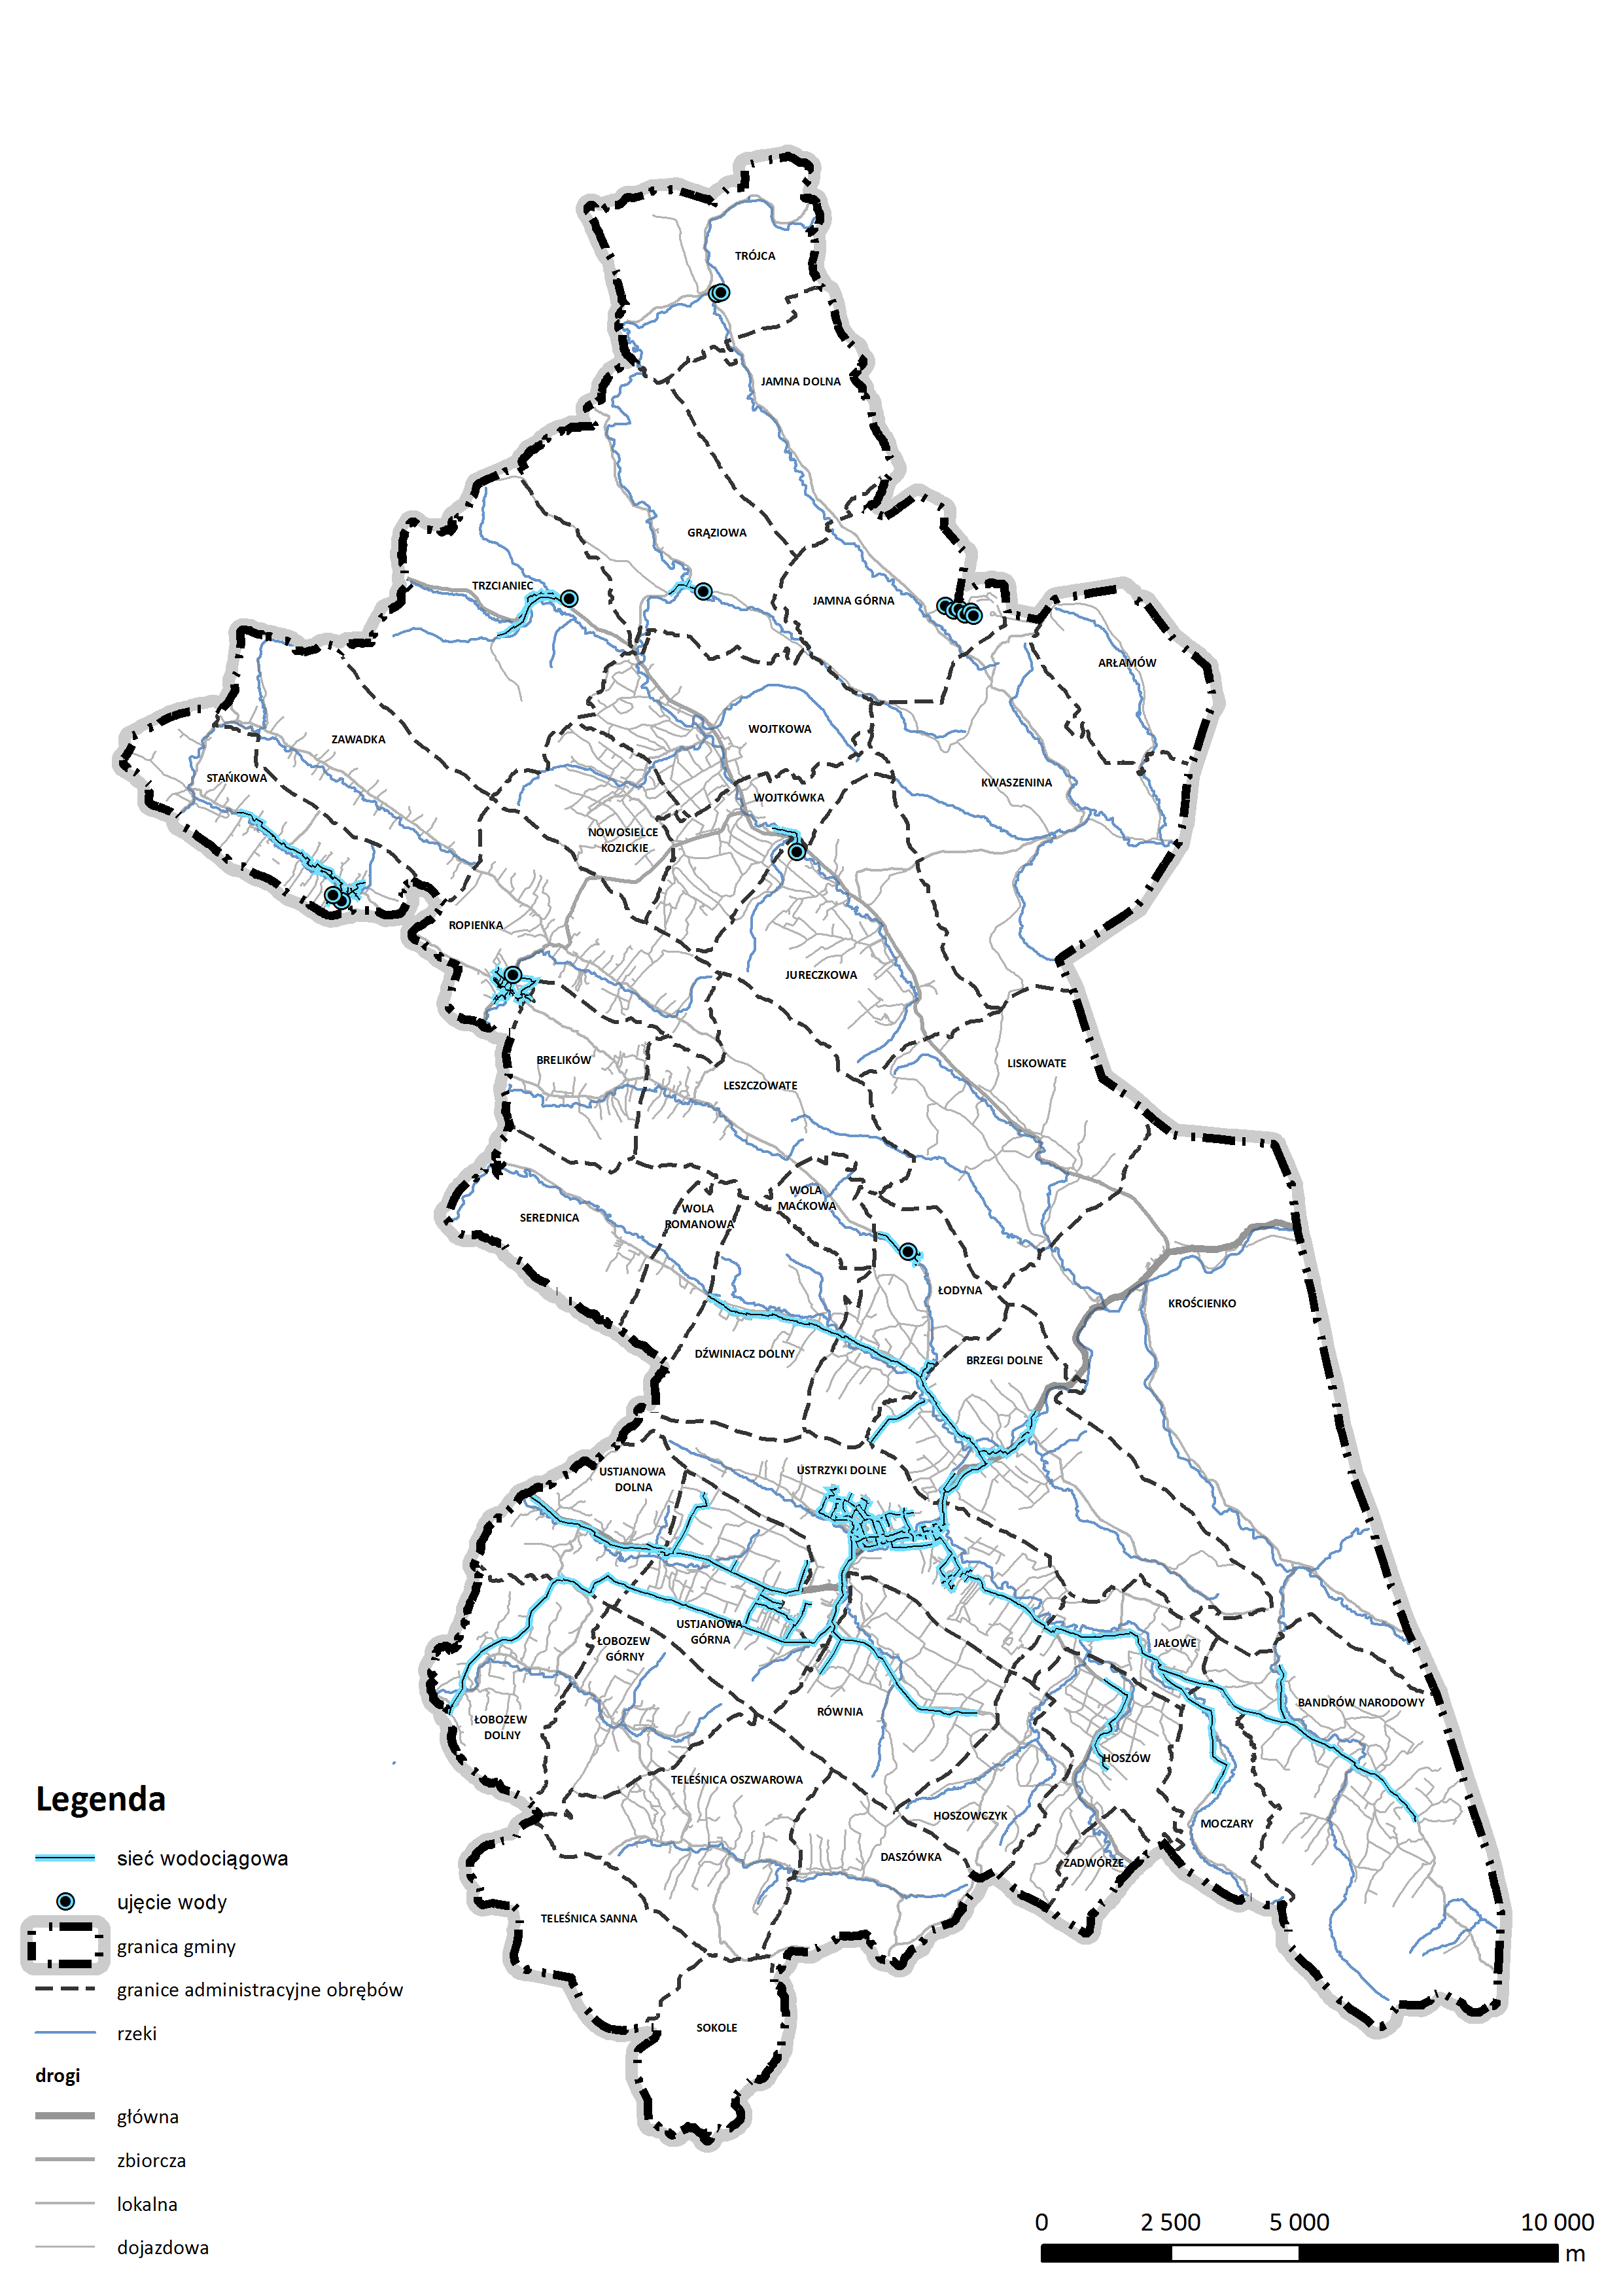 TRÓJCA
JAMNA DOLNA
GRĄZIOWA
TRZCIANIEC
JAMNA GÓRNA
ARŁAMÓW
WOJTKOWA
ZAWADKA
STAŃKOWA
KWASZENINA
WOJTKÓWKA
NOWOSIELCE
KOZICKIE
ROPIENKA
JURECZKOWA
BRELIKÓW
LISKOWATE
LESZCZOWATE
WOLA
MAĆKOWA
WOLA
ROMANOWA
SEREDNICA
ŁODYNA
KROŚCIENKO
DŹWINIACZ DOLNY
BRZEGI DOLNE
USTRZYKI DOLNE
USTJANOWA
DOLNA
USTJANOWA
GÓRNA
ŁOBOZEW
GÓRNY
JAŁOWE
BANDRÓW NARODOWY
RÓWNIA
ŁOBOZEW
DOLNY
HOSZÓW
TELEŚNICA OSZWAROWA
HOSZOWCZYK
MOCZARY
DASZÓWKA
ZADWÓRZE
TELEŚNICA SANNA
SOKOLE
Legenda
sieć wodociągowa
ujęcie wody
granica gminy
granice administracyjne obrębów
rzeki
drogi
główna
zbiorcza
lokalna
dojazdowa
0 2 500 5 000 10 000
m